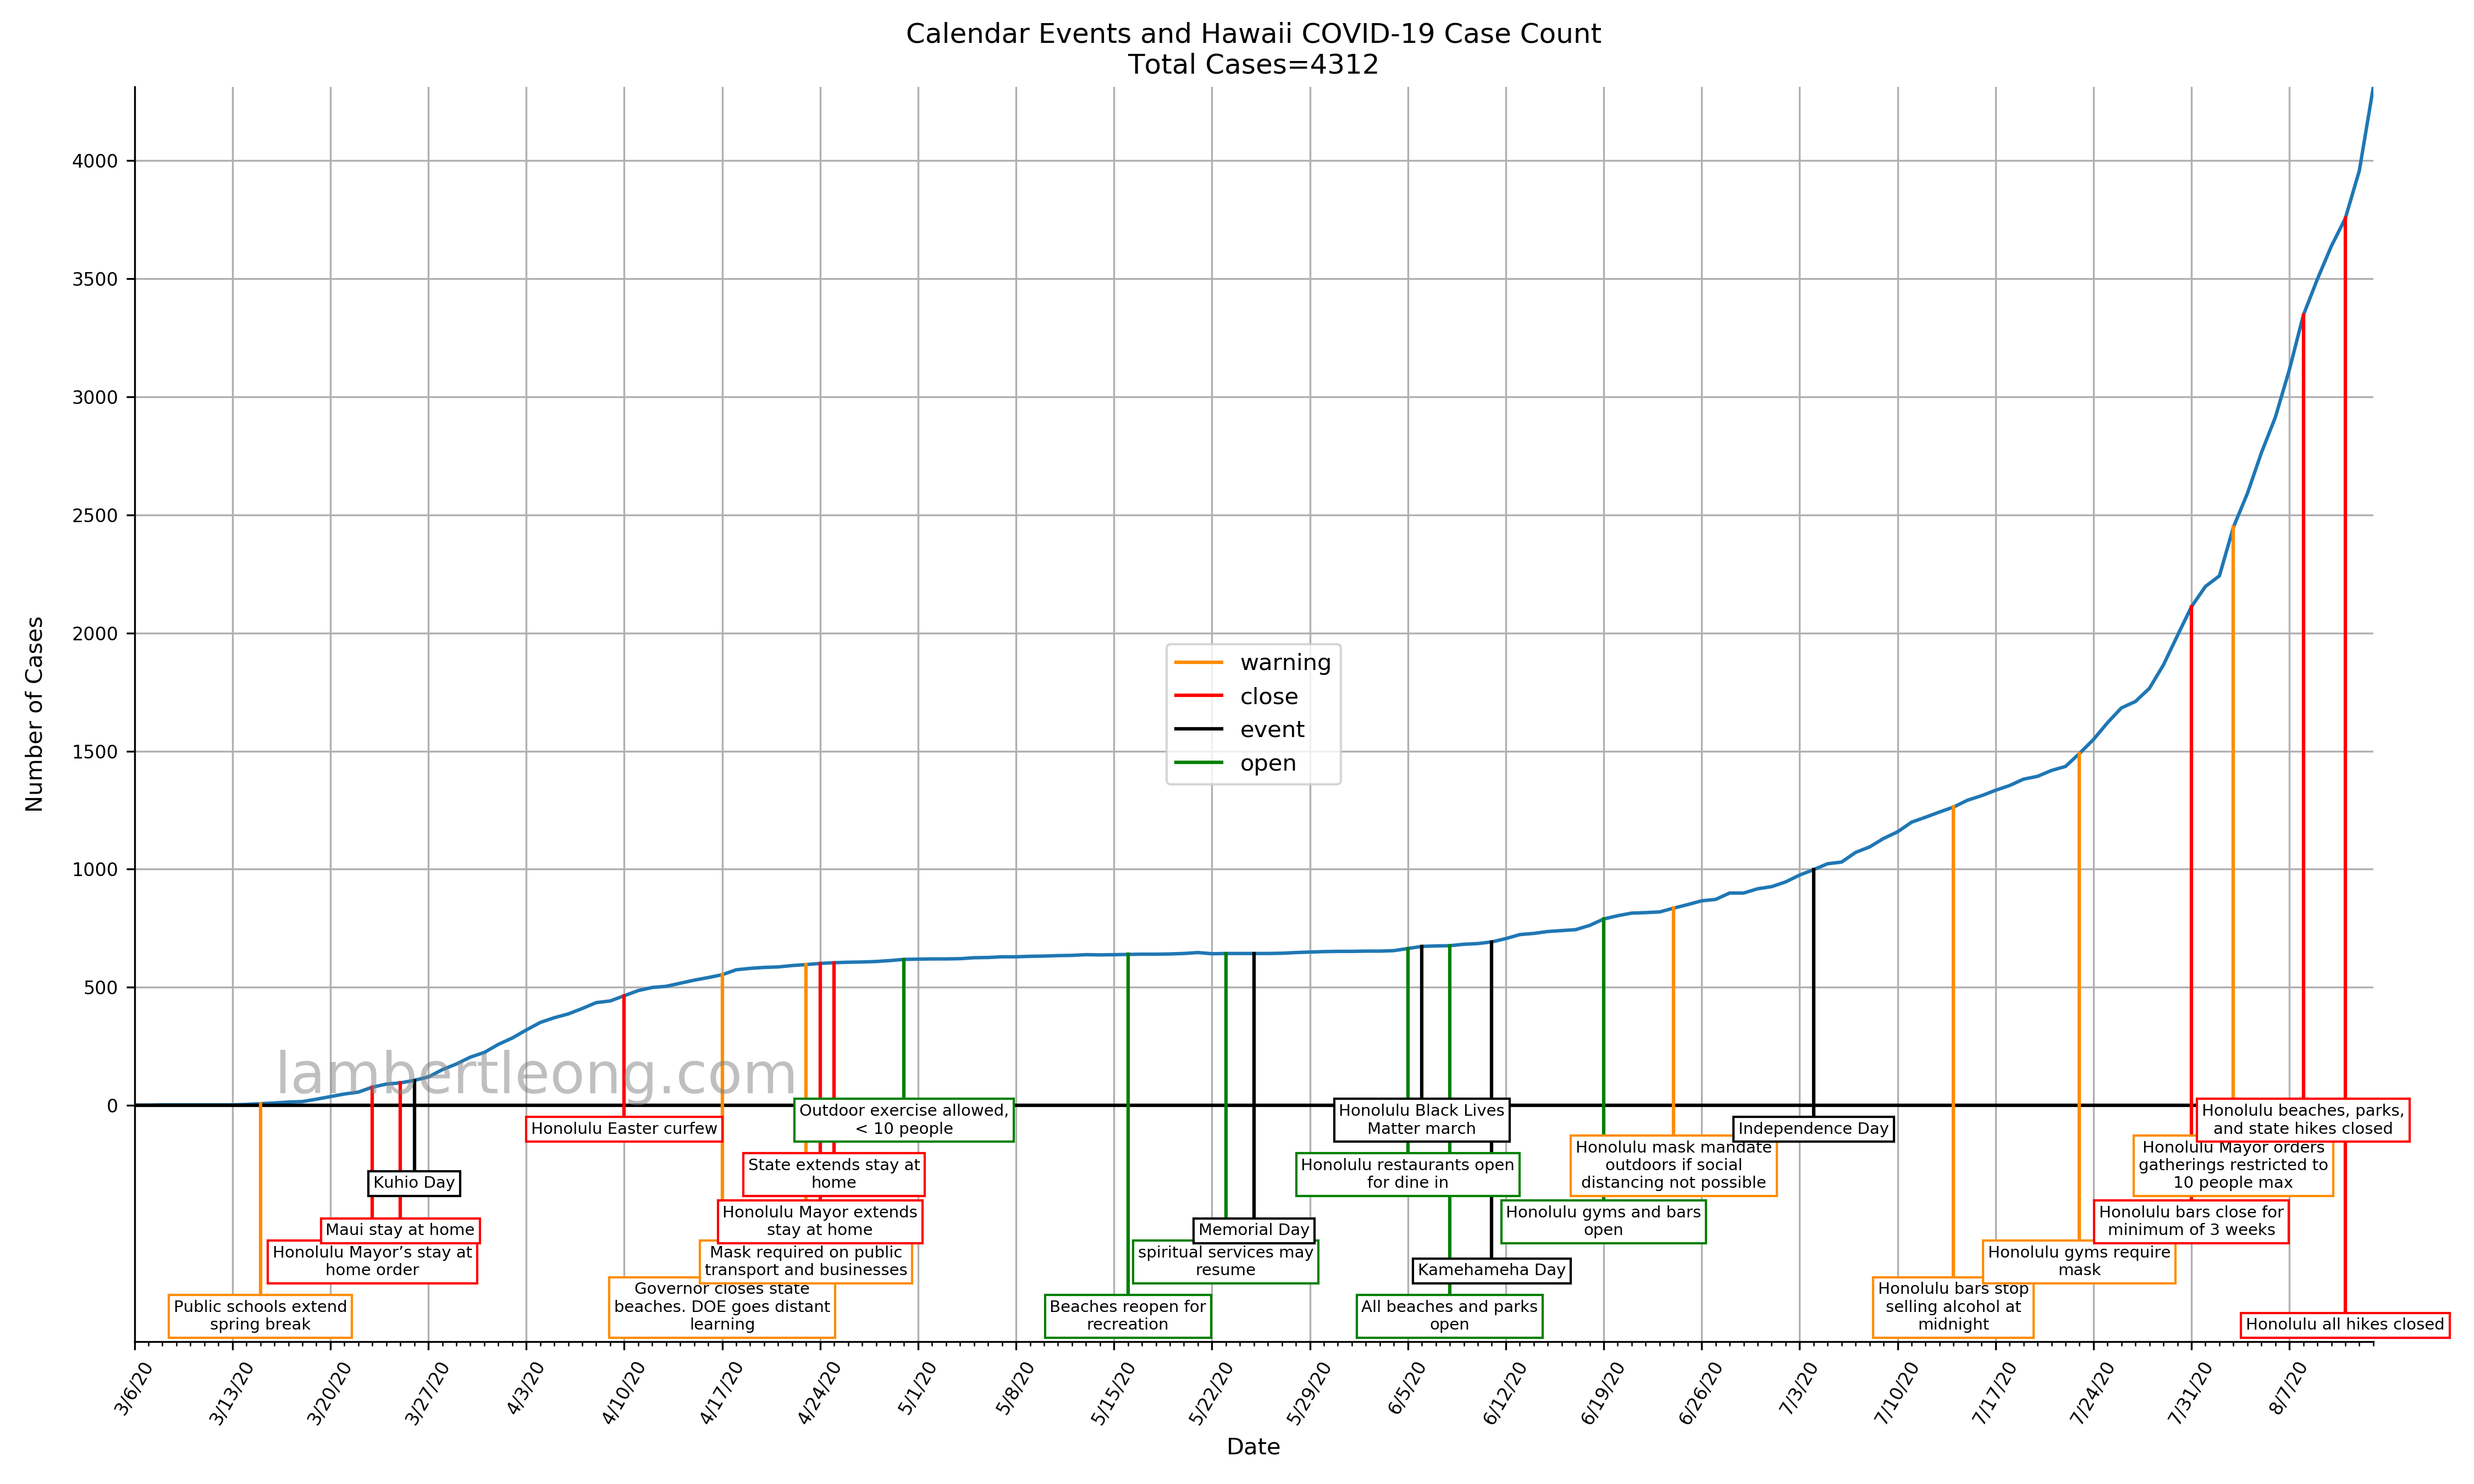 Calendar Events and Hawaii COVID-19 Case Count
Total Cases=4312
Number of Cases
4000
3500
3000
2500
2000
1500
1000
500
0
warning
close
event
open
lambertleong.com
Public schools extend
spring break
Honolulu Mayor’s stay at
home order
Maui stay at home
Kuhio Day
Honolulu Easter curfew
Governor closes state
beaches. DOE goes distant
learning
Mask required on public
transport and businesses
Honolulu Mayor extends
stay at home
State extends stay at
home
Outdoor exercise allowed,
< 10 people
Beaches reopen for
recreation
spiritual services may
resume
Memorial Day
Honolulu restaurants open
for dine in
Honolulu Black Lives
Matter march
All beaches and parks
open
Kamehameha Day
Honolulu gyms and bars
open
Honolulu mask mandate
outdoors if social
distancing not possible
Independence Day
Honolulu bars stop
selling alcohol at
midnight
Honolulu gyms require
mask
Honolulu bars close for
minimum of 3 weeks
Honolulu Mayor orders
gatherings restricted to
10 people max
Honolulu beaches, parks,
and state hikes closed
Honolulu all hikes closed
3/6/20
3/13/20
3/20/20
3/27/20
4/3/20
4/10/20
4/17/20
4/24/20
5/1/20
5/8/20
5/15/20
5/22/20
5/29/20
6/5/20
6/12/20
6/19/20
6/26/20
7/3/20
7/10/20
7/17/20
7/24/20
7/31/20
8/7/20
Date